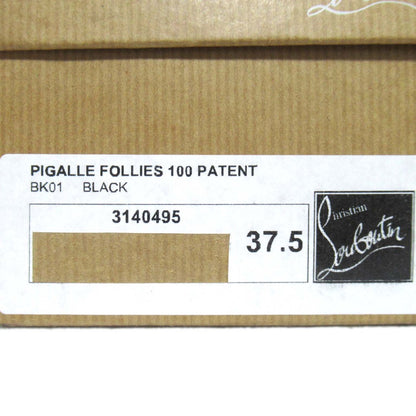 PIGALLE FOLLIES 100 PATENT
BK01 BLACK
3140495
37.5
Christian
Louboutin